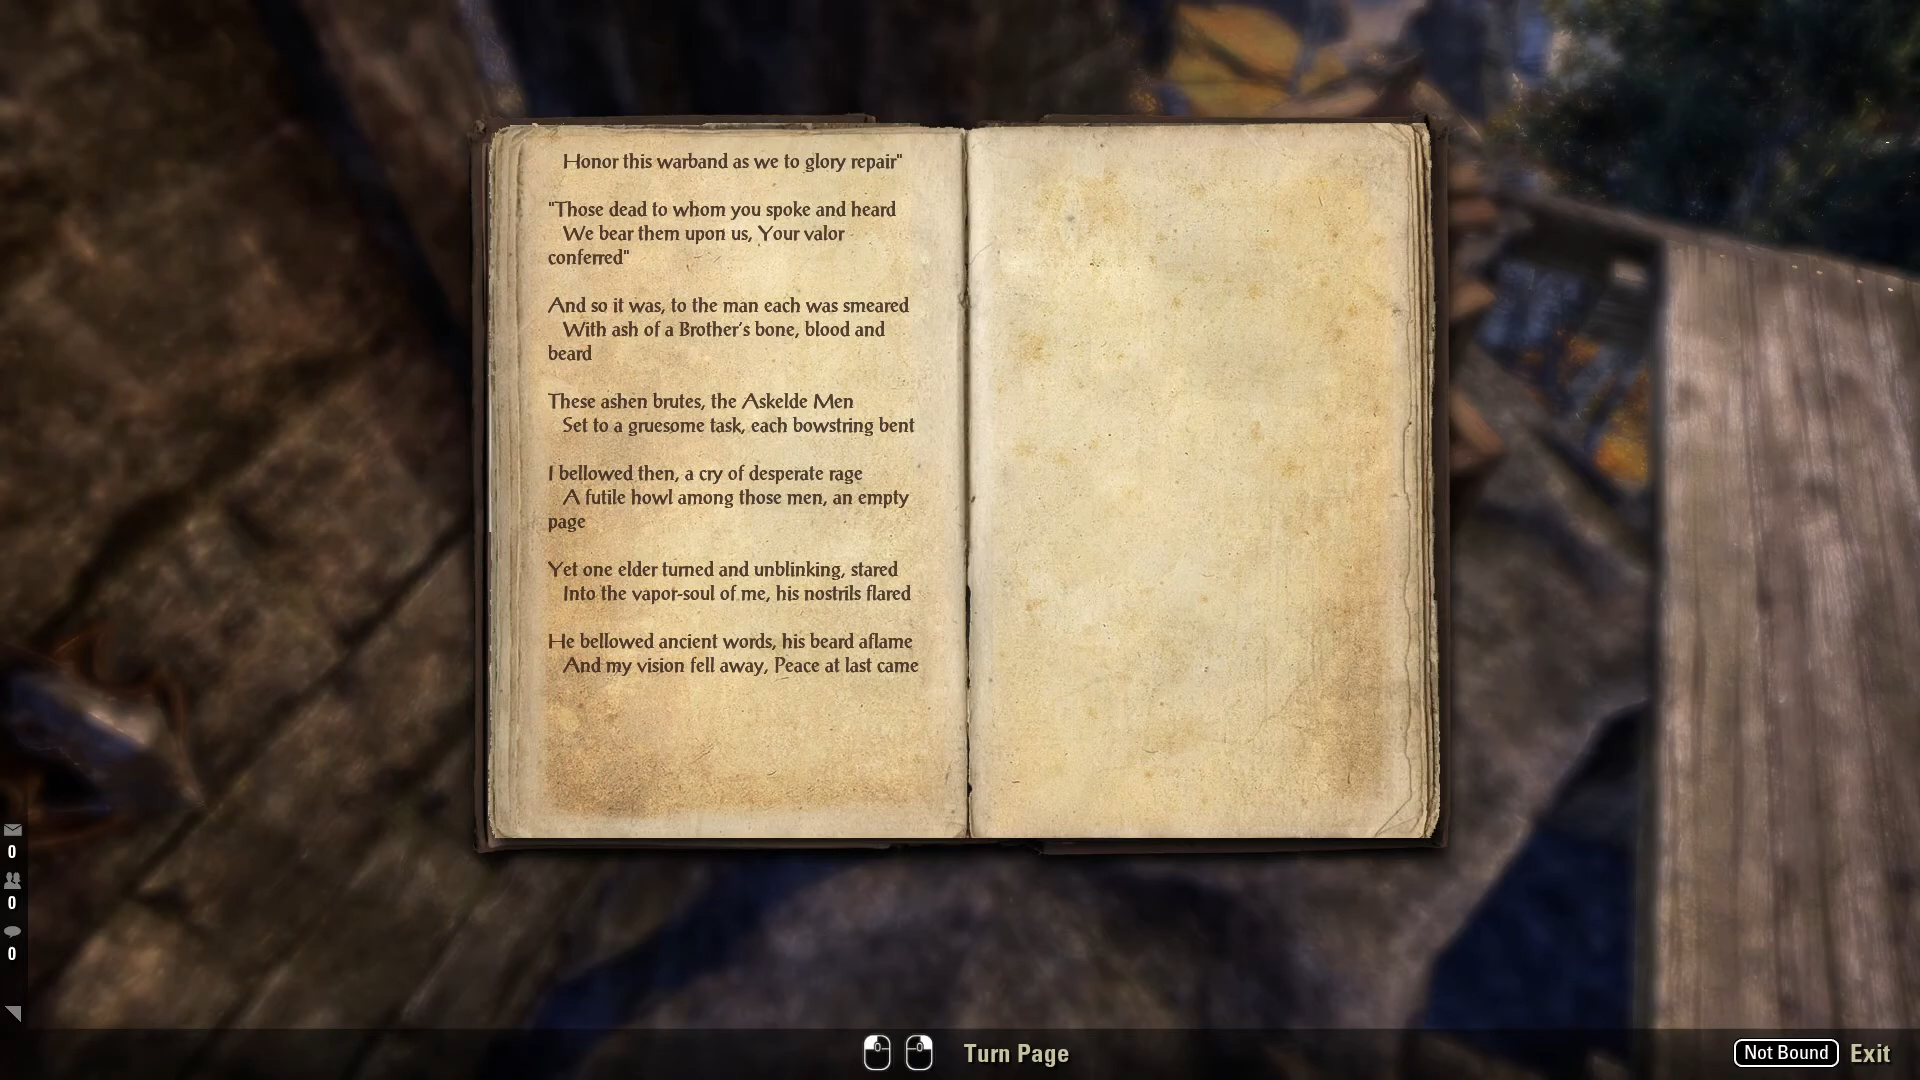 Honor this warband as we to glory repair"
"Those dead to whom you spoke and heard
We bear them upon us, Your valor
conferred"
And so it was, to the man each was smeared
With ash of a Brother's bone, blood and
beard
These ashen brutes, the Askelde Men
Set to a gruesome task, each bowstring bent
I bellowed then, a cry of desperate rage
A futile howl among those men, an empty
page
Yet one elder turned and unblinking, stared
Into the vapor-soul of me, his nostrils flared
He bellowed ancient words, his beard aflame
And my vision fell away, Peace at last came
0
0
0
Turn Page
Not Bound Exit